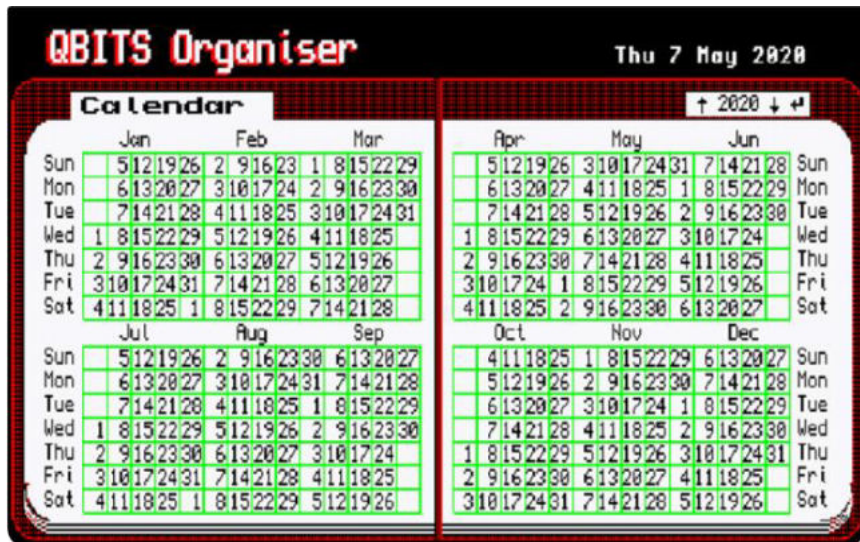 QBITS Organiser
Thu 7 May 2020
Calendar
Jan Feb Mar
Sun 5 12 19 26 2 9 16 23 1 8 15 22 29
Mon 6 13 20 27 3 10 17 24 2 9 16 23 30
Tue 7 14 21 28 4 11 18 25 3 10 17 24 31
Wed 1 8 15 22 29 5 12 19 26 4 11 18 25
Thu 2 9 16 23 30 6 13 20 27 5 12 19 26
Fri 3 10 17 24 31 7 14 21 28 6 13 20 27
Sat 4 11 18 25 1 8 15 22 29 7 14 21 28
Jul Aug Sep
Sun 5 12 19 26 2 9 16 23 30 6 13 20 27
Mon 6 13 20 27 3 10 17 24 31 7 14 21 28
Tue 7 14 21 28 4 11 18 25 1 8 15 22 29
Wed 1 8 15 22 29 5 12 19 26 2 9 16 23 30
Thu 2 9 16 23 30 6 13 20 27 3 10 17 24
Fri 3 10 17 24 31 7 14 21 28 4 11 18 25
Sat 4 11 18 25 1 8 15 22 29 5 12 19 26
↑ 2020 ↓ ↵
Apr May Jun
5 12 19 26 3 10 17 24 31 7 14 21 28 Sun
6 13 20 27 4 11 18 25 1 8 15 22 29 Mon
7 14 21 28 5 12 19 26 2 9 16 23 30 Tue
1 8 15 22 29 6 13 20 27 3 10 17 24 Wed
2 9 16 23 30 7 14 21 28 4 11 18 25 Thu
3 10 17 24 1 8 15 22 29 5 12 19 26 Fri
4 11 18 25 2 9 16 23 30 6 13 20 27 Sat
Oct Nov Dec
4 11 18 25 1 8 15 22 29 6 13 20 27 Sun
5 12 19 26 2 9 16 23 30 7 14 21 28 Mon
6 13 20 27 3 10 17 24 1 8 15 22 29 Tue
7 14 21 28 4 11 18 25 2 9 16 23 30 Wed
1 8 15 22 29 5 12 19 26 3 10 17 24 31 Thu
2 9 16 23 30 6 13 20 27 4 11 18 25 Fri
3 10 17 24 31 7 14 21 28 5 12 19 26 Sat